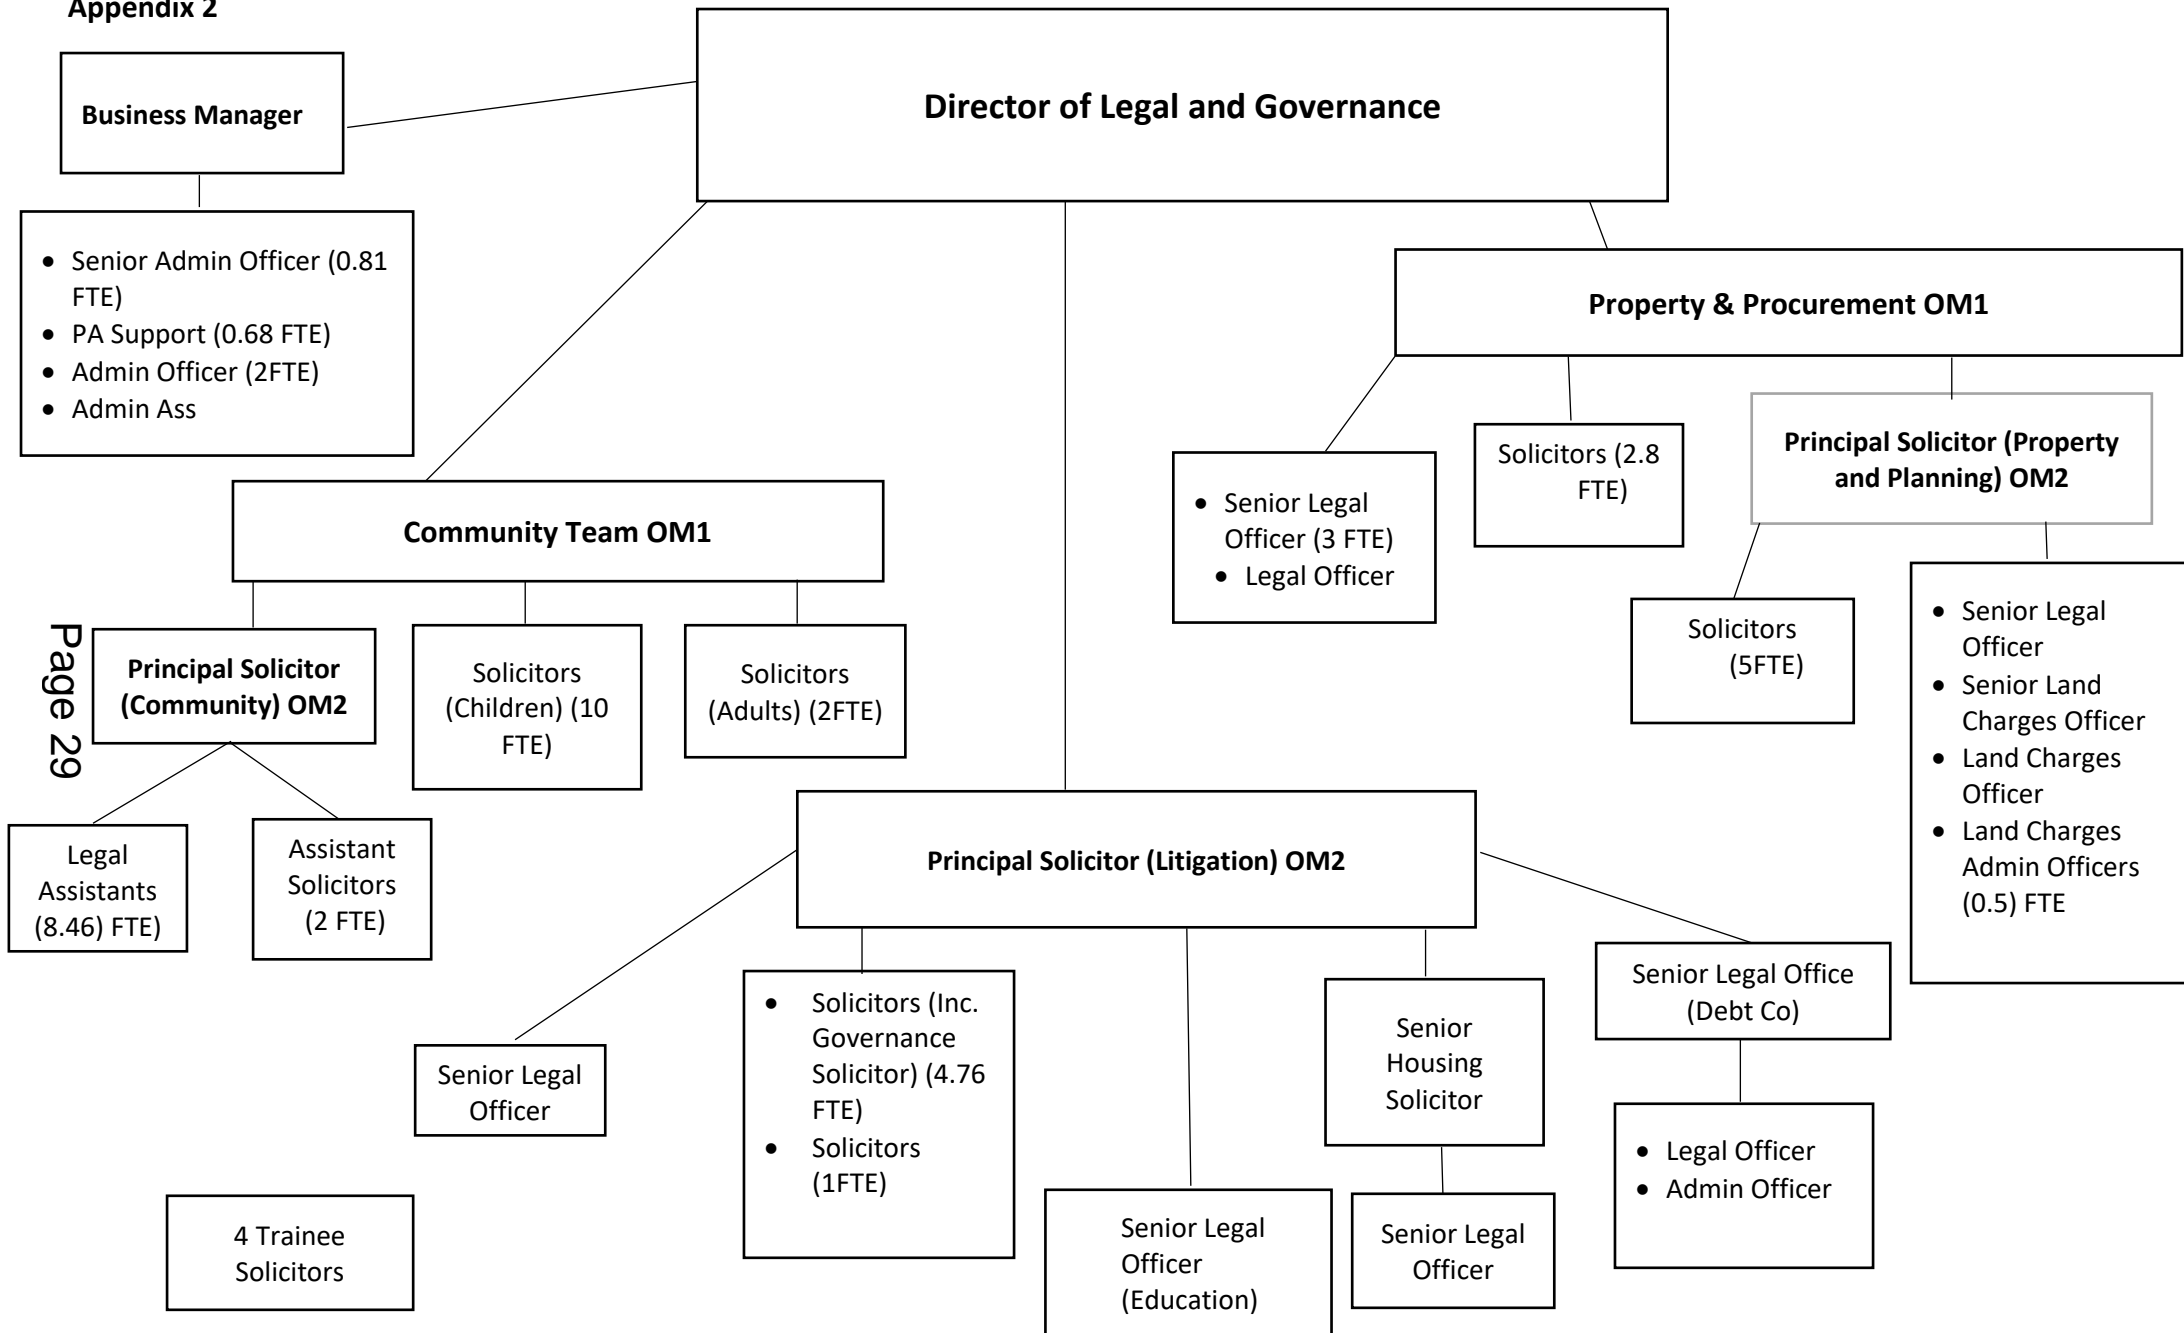 Appendix 2
Director of Legal and Governance
Business Manager
• Senior Admin Officer (0.81
FTE)
• PA Support (0.68 FTE)
• Admin Officer (2FTE)
• Admin Ass
Property & Procurement OM1
• Senior Legal
Officer (3 FTE)
• Legal Officer
Solicitors (2.8
FTE)
Principal Solicitor (Property
and Planning) OM2
Solicitors
(5FTE)
• Senior Legal
Officer
• Senior Land
Charges Officer
• Land Charges
Officer
• Land Charges
Admin Officers
(0.5) FTE
Community Team OM1
Page 29
Principal Solicitor
(Community) OM2
Solicitors
(Children) (10
FTE)
Solicitors
(Adults) (2FTE)
Legal
Assistants
(8.46) FTE)
Assistant
Solicitors
(2 FTE)
Principal Solicitor (Litigation) OM2
Senior Legal
Officer
• Solicitors (Inc.
Governance
Solicitor) (4.76
FTE)
• Solicitors
(1FTE)
Senior Legal
Officer
(Education)
Senior
Housing
Solicitor
Senior Legal
Officer
Senior Legal Office
(Debt Co)
• Legal Officer
• Admin Officer
4 Trainee
Solicitors